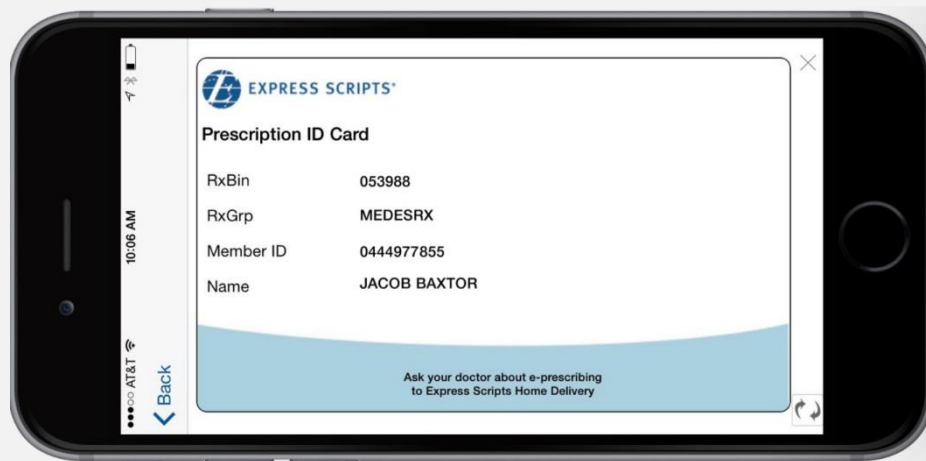 EXPRESS SCRIPTS®
Prescription ID Card
RxBin 053988
RxGrp MEDESRX
Member ID 0444977855
Name JACOB BAXTOR
Ask your doctor about e-prescribing
to Express Scripts Home Delivery
AT&T
10:06 AM
Back